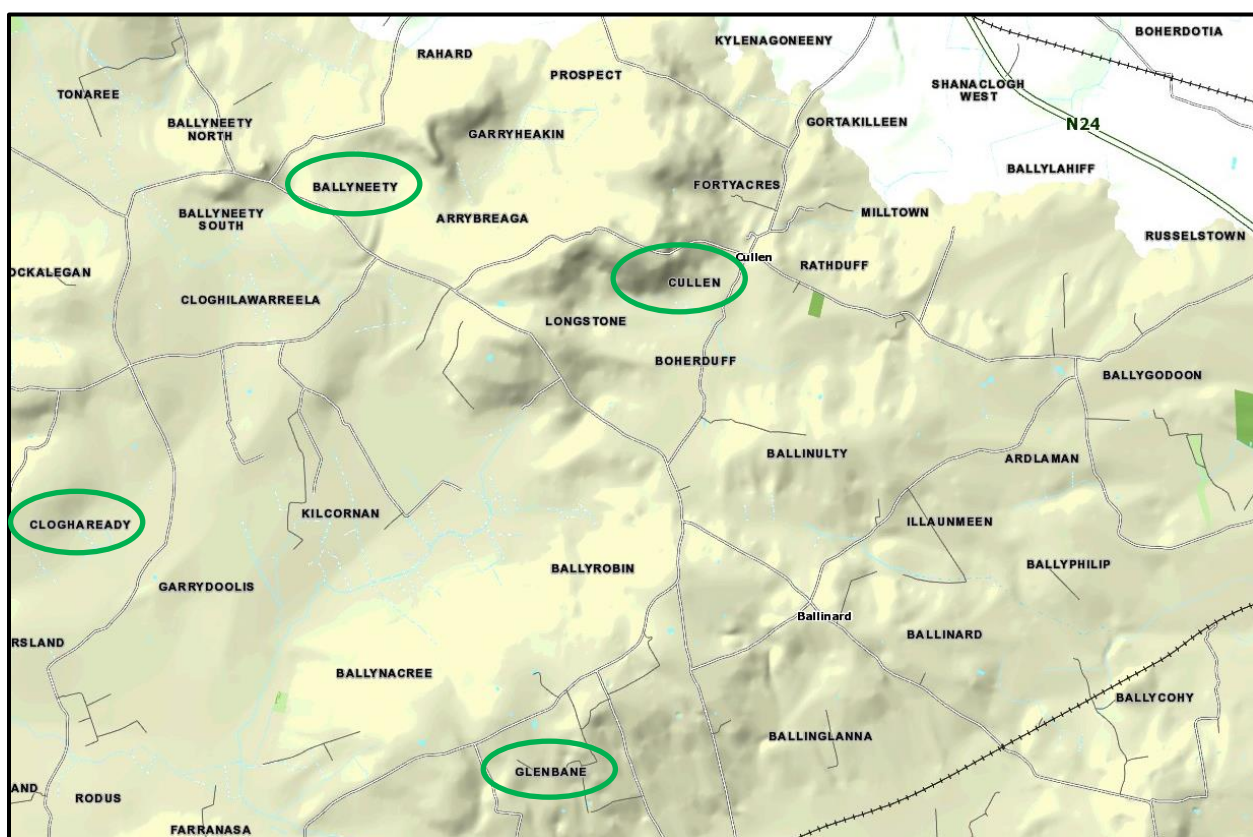 BOHERDOTIA
KYLENAGONEENY
RAHARD
PROSPECT
SHANACLOGH
WEST
TONAREE
BALLYNEETY
NORTH
GARRYHEAKIN
GORTAKILLEEN
N24
BALLYLAHIFF
BALLYNEETY
FORTYACRES
BALLYNEETY
SOUTH
ARRYBREAGA
MILLTOWN
RUSSELSTOWN
Cullen
RATHDUFF
OCKALEGAN
CULLEN
CLOGHILAWARREELA
LONGSTONE
BOHERDUFF
BALLYGODOON
BALLINULTY
ARDLAMAN
CLOGHAREADY
KILCORNAN
ILLAUNMEEN
BALLYROBIN
BALLYPHILIP
GARRYDOOLIS
Ballinard
RSLAND
BALLINARD
BALLYNACREE
BALLYCOHY
BALLINGLANNA
GLENBANE
AND
RODUS
FARRANASA